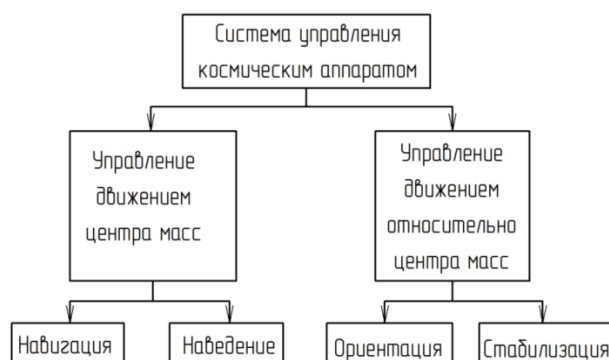 Система управления
космическим аппаратом
Управление
движением
центра масс
Управление
движением
относительно
центра масс
Навигация
Наведение
Ориентация
Стабилизация